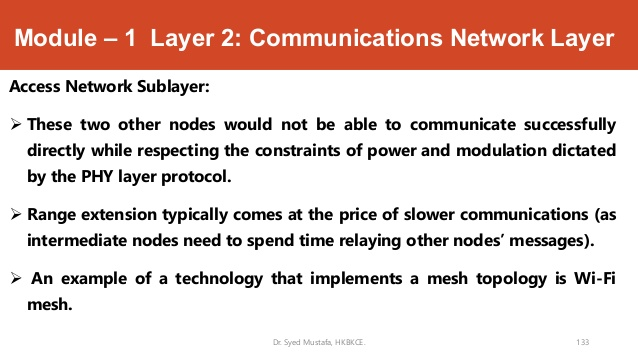 Module – 1 Layer 2: Communications Network Layer
Access Network Sublayer:
➢ These two other nodes would not be able to communicate successfully
directly while respecting the constraints of power and modulation dictated
by the PHY layer protocol.
➢ Range extension typically comes at the price of slower communications (as
intermediate nodes need to spend time relaying other nodes’ messages).
➢ An example of a technology that implements a mesh topology is Wi-Fi
mesh.
Dr. Syed Mustafa, HKBKCE. 133